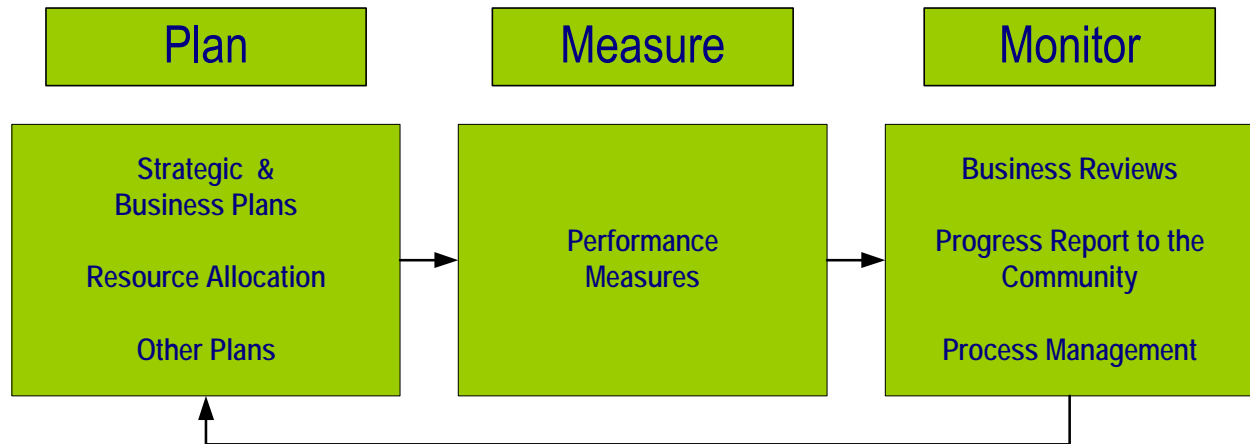 Plan
Measure
Monitor
Strategic &
Business Plans
Resource Allocation
Other Plans
Performance
Measures
Business Reviews
Progress Report to the
Community
Process Management